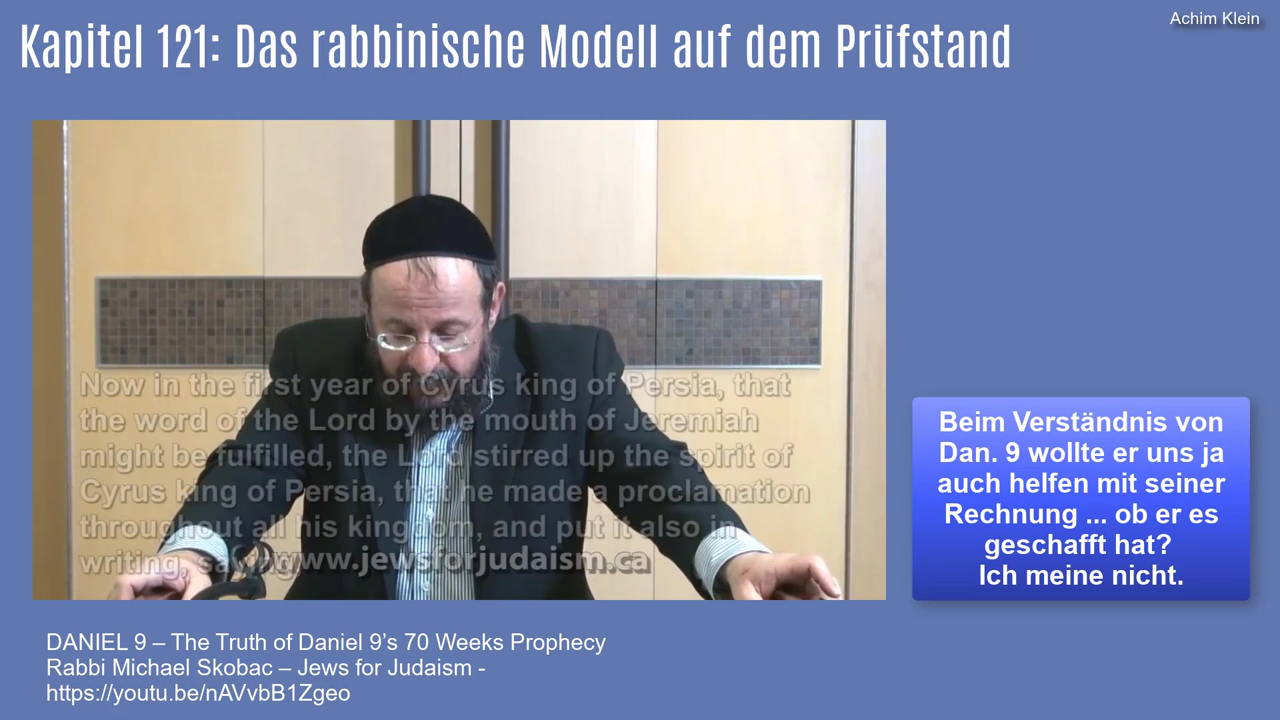 Achim Klein
Kapitel 121: Das rabbinische Modell auf dem Prüfstand
Now in the first year of Cyrus king of Persia, that
the word of the Lord by the mouth of Jeremiah
might be fulfilled, the Lord stirred up the spirit of
Cyrus king of Persia, that he made a proclamation
throughout all his kingdom, and put it also in
writing, saying
www.jewsforjudaism.ca
Beim Verständnis von
Dan. 9 wollte er uns ja
auch helfen mit seiner
Rechnung ... ob er es
geschafft hat?
Ich meine nicht.
DANIEL 9 – The Truth of Daniel 9’s 70 Weeks Prophecy
Rabbi Michael Skobac – Jews for Judaism -
https://youtu.be/nAVvbB1Zgeo